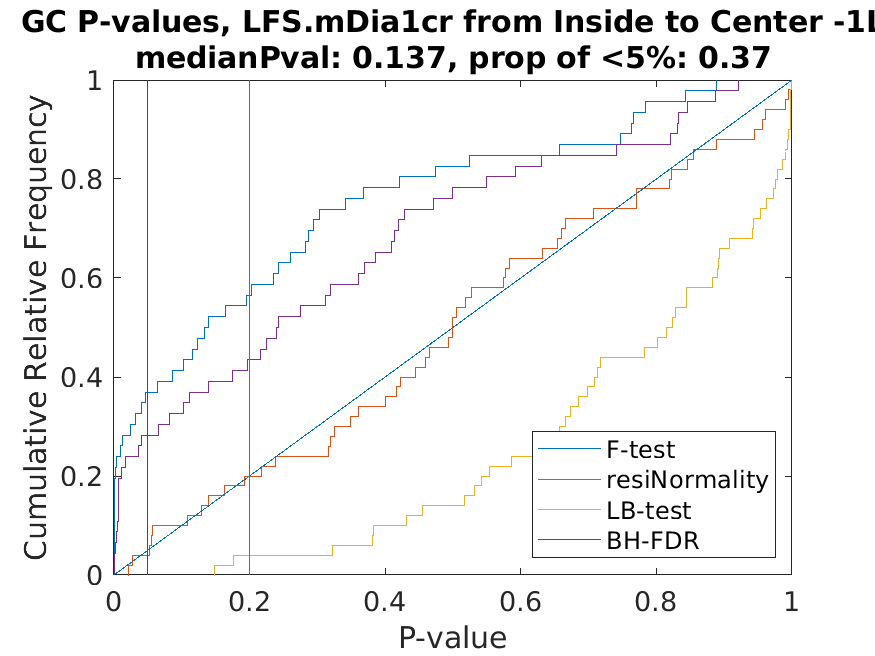 GC P-values, LFS.mDia1cr from Inside to Center -1L
medianPval: 0.137, prop of <5%: 0.37
Cumulative Relative Frequency
1
0.8
0.6
0.4
0.2
0
0 0.2 0.4 0.6 0.8 1
P-value
F-test
resiNormality
LB-test
BH-FDR